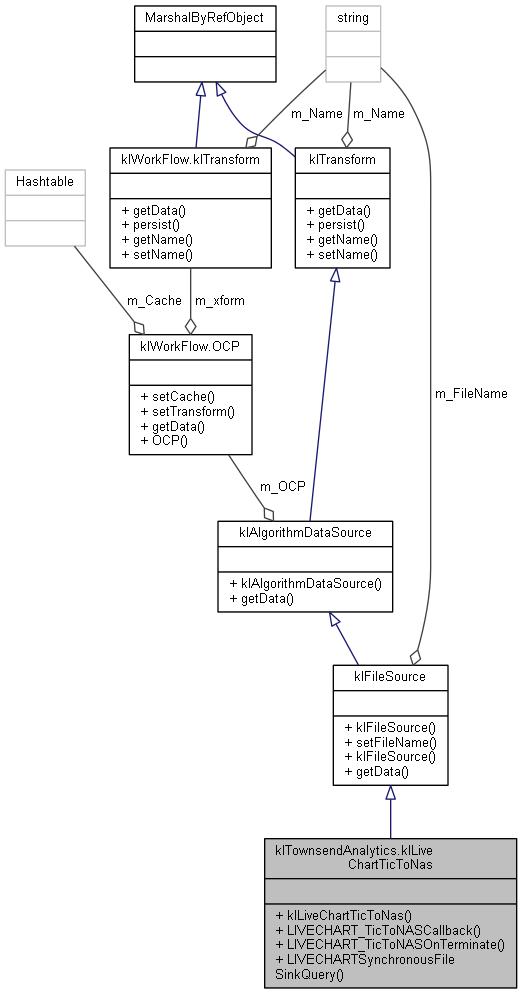 MarshalByRefObject
string
m_Name
m_Name
klWorkFlow.klTransform
+ getData()
+ persist()
+ getName()
+ setName()
klTransform
+ getData()
+ persist()
+ getName()
+ setName()
Hashtable
m_Cache
m_xform
klWorkFlow.OCP
+ setCache()
+ setTransform()
+ getData()
+ OCP()
m_FileName
m_OCP
klAlgorithmDataSource
+ klAlgorithmDataSource()
+ getData()
klFileSource
+ klFileSource()
+ setFileName()
+ klFileSource()
+ getData()
klTownsendAnalytics.klLive
ChartTicToNas
+ klLiveChartTicToNas()
+ LIVECHART_TicToNASCallback()
+ LIVECHART_TicToNASOnTerminate()
+ LIVECHARTSynchronousFile
SinkQuery()